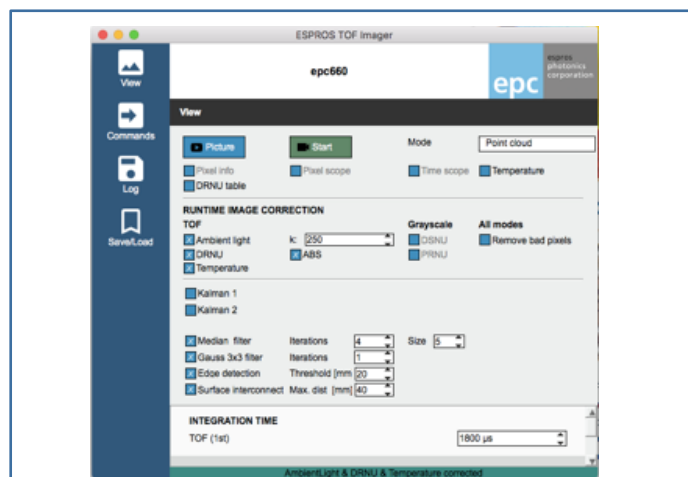 ESPROS TOF Imager
View
epc660
epc
espros
photonics
corporation
View
Commands
Picture
Start
Mode
Point cloud
Pixel info
Pixel scope
Time scope
Temperature
DRNU table
Log
RUNTIME IMAGE CORRECTION
TOF
Grayscale
All modes
Save/Load
Ambient light
k:
250
DSNU
Remove bad pixels
DRNU
ABS
PRNU
Temperature
Kalman 1
Kalman 2
Median filter
Iterations
4
Size
5
Gauss 3x3 filter
Iterations
1
Edge detection
Threshold [mm
20
Surface interconnect
Max. dist [mm]
40
INTEGRATION TIME
TOF (1st)
1800 µs
AmbientLight & DRNU & Temperature corrected